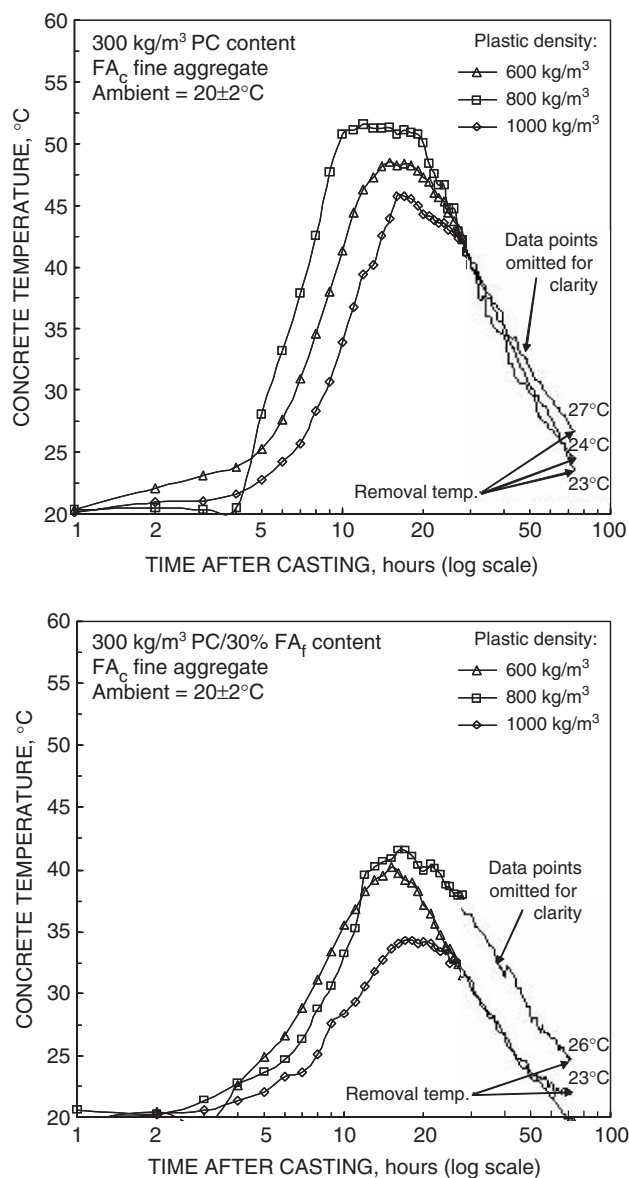 60
55
50
45
40
35
30
25
20
CONCRETE TEMPERATURE, °C
300 kg/m³ PC content
FA_c fine aggregate
Ambient = 20±2°C
Plastic density:
600 kg/m³
800 kg/m³
1000 kg/m³
Data points
omitted for
clarity
27°C
24°C
23°C
Removal temp.
1 2 5 10 20 50 100
TIME AFTER CASTING, hours (log scale)
60
55
50
45
40
35
30
25
20
CONCRETE TEMPERATURE, °C
300 kg/m³ PC/30% FA_f content
FA_c fine aggregate
Ambient = 20±2°C
Plastic density:
600 kg/m³
800 kg/m³
1000 kg/m³
Data points
omitted for
clarity
26°C
23°C
Removal temp.
1 2 5 10 20 50 100
TIME AFTER CASTING, hours (log scale)